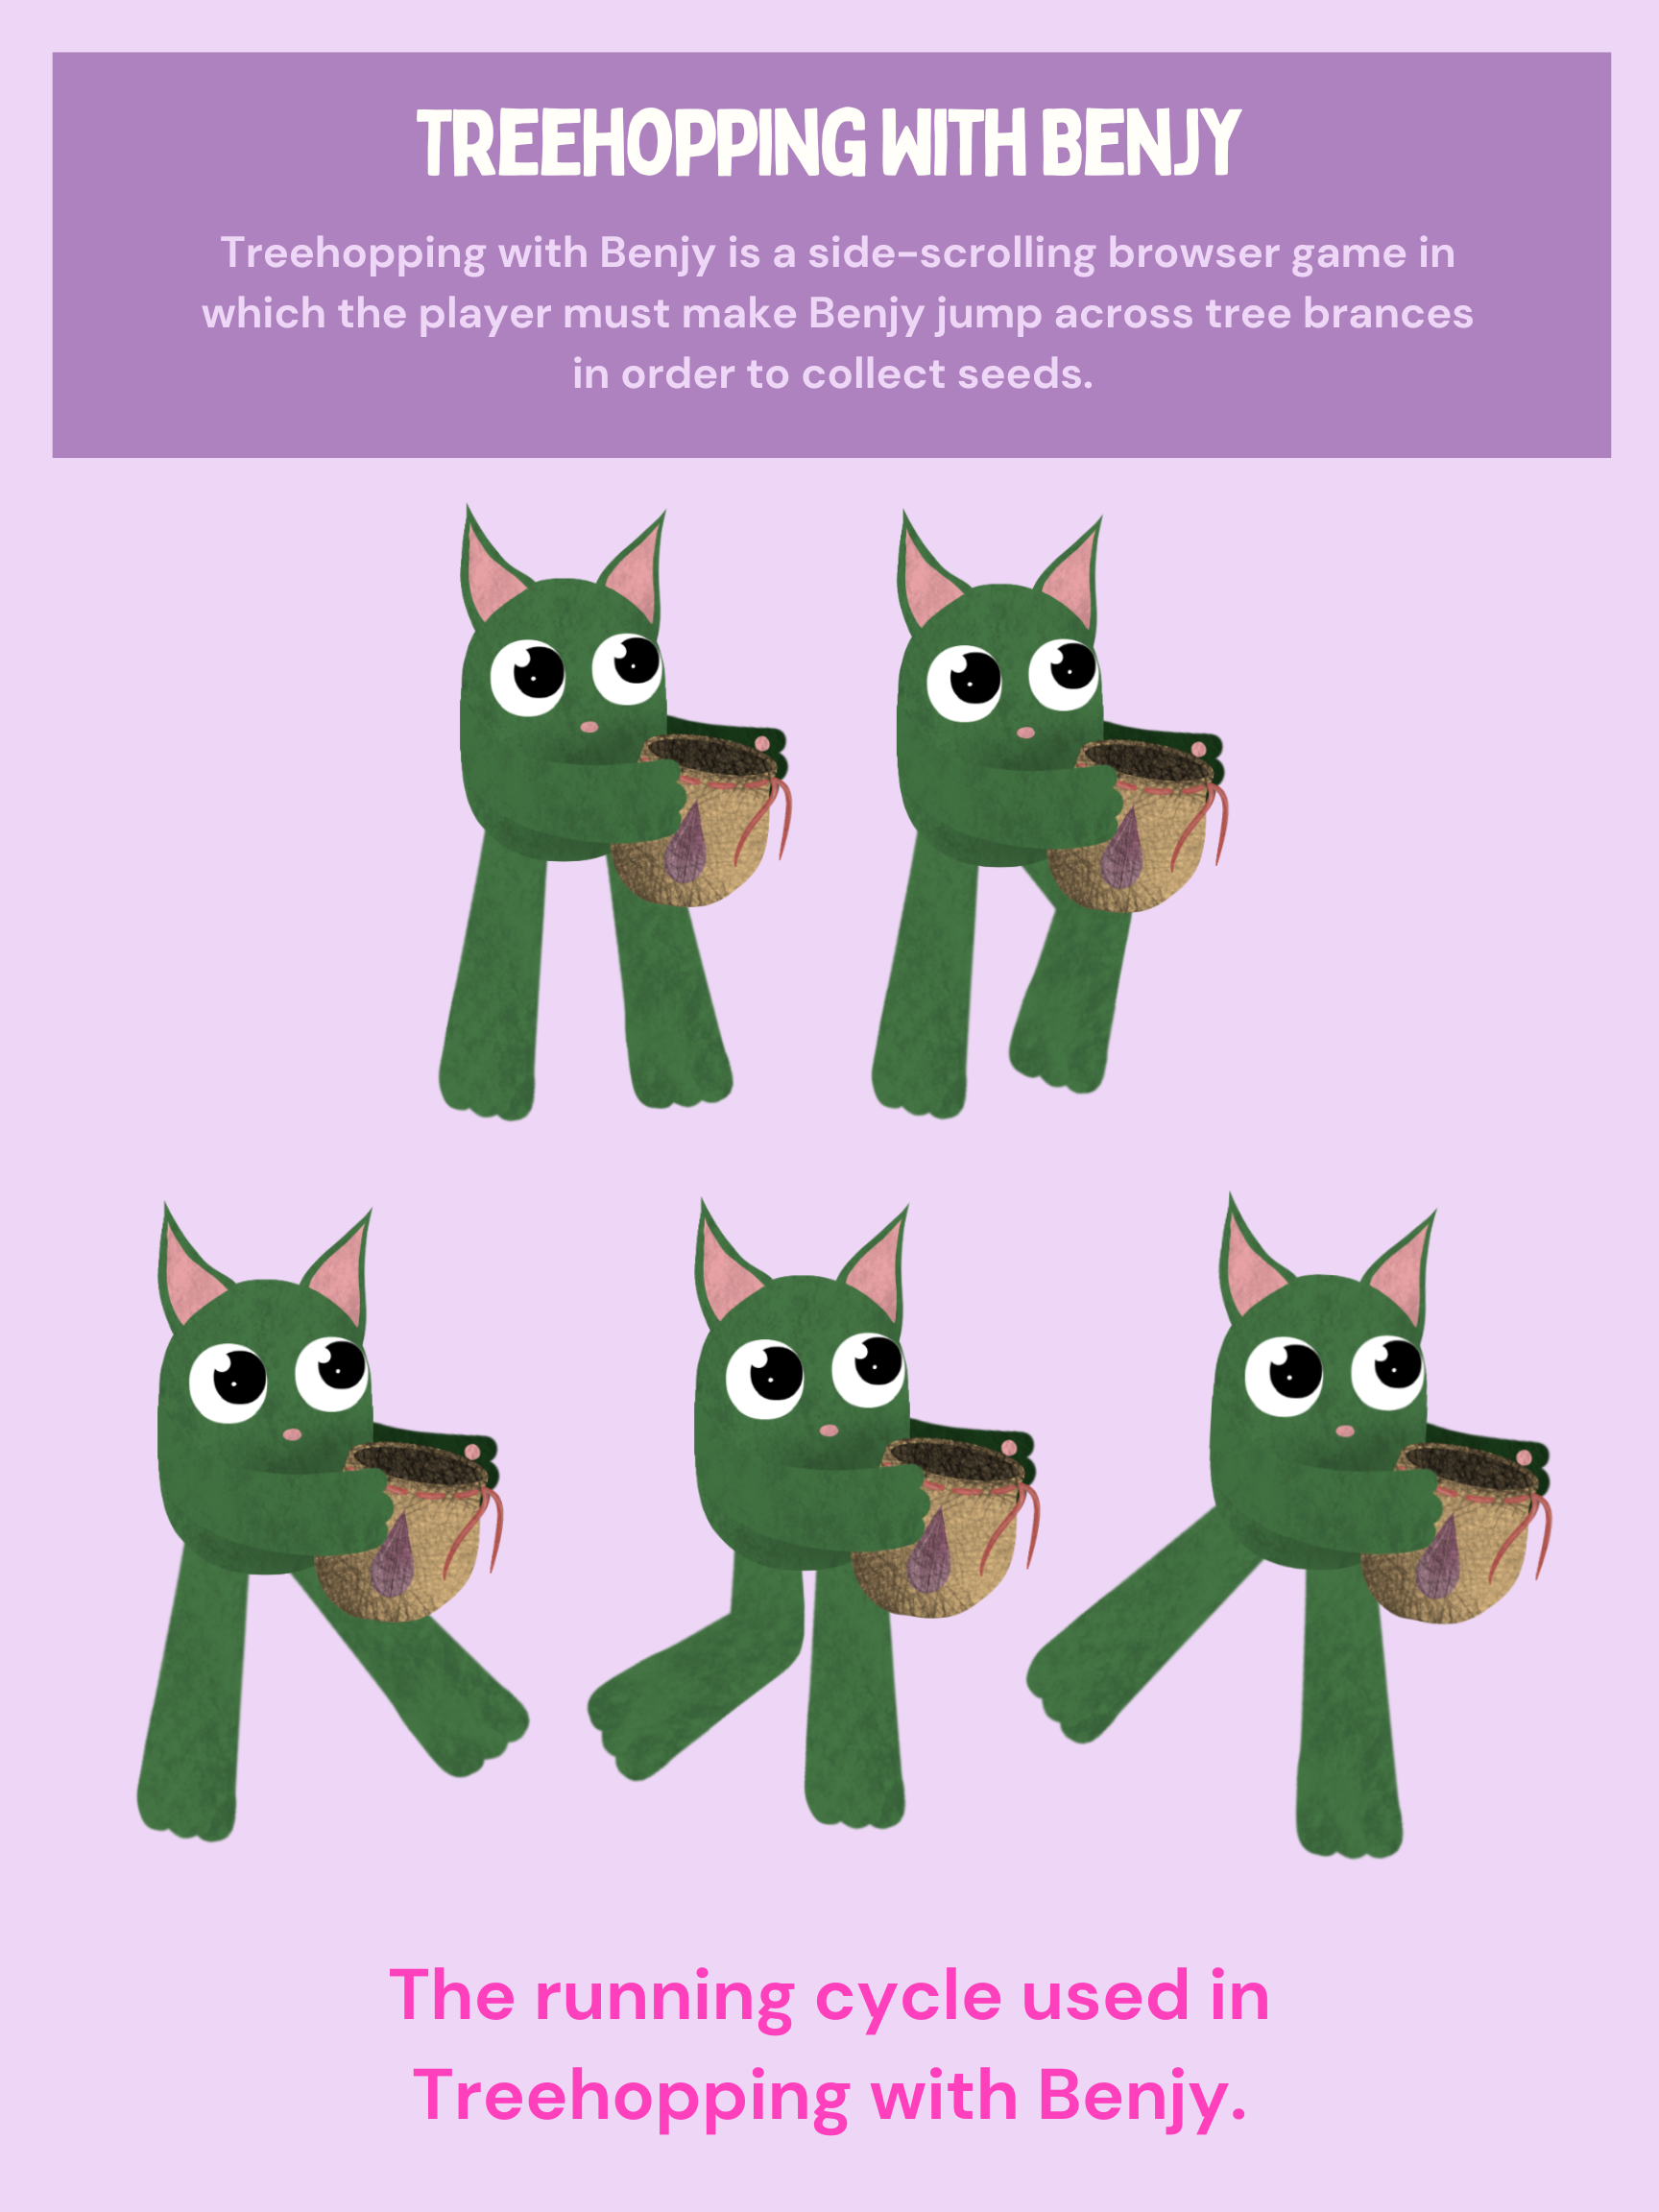 TREEHOPPING WITH BENJY
Treehopping with Benjy is a side-scrolling browser game in
which the player must make Benjy jump across tree brances
in order to collect seeds.
The running cycle used in
Treehopping with Benjy.